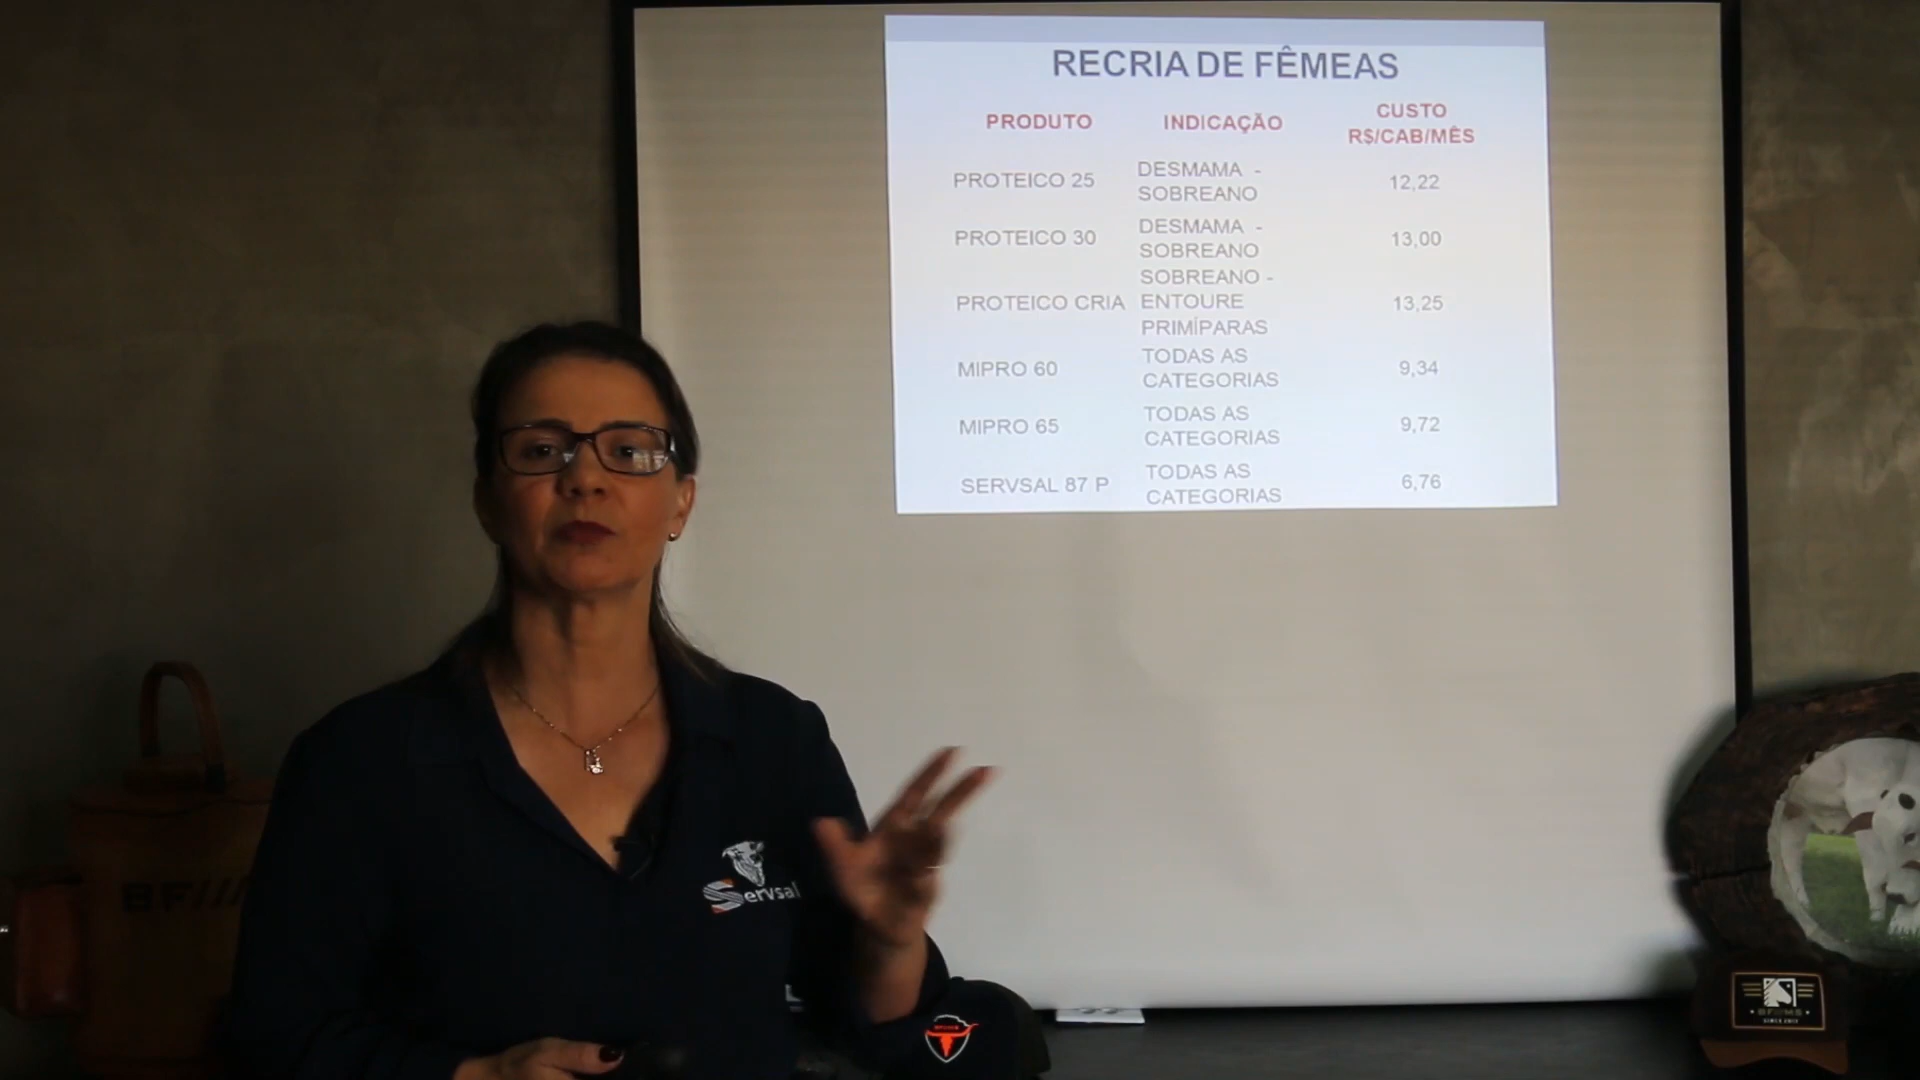 RECRIA DE FÊMEAS
PRODUTO INDICAÇÃO CUSTO
R$/CAB/MÊS
PROTEICO 25 DESMAMA -
SOBREANO 12,22
PROTEICO 30 DESMAMA -
SOBREANO 13,00
PROTEICO CRIA SOBREANO -
ENTOURE
PRIMÍPARAS 13,25
MIPRO 60 TODAS AS
CATEGORIAS 9,34
MIPRO 65 TODAS AS
CATEGORIAS 9,72
SERVSAL 87 P TODAS AS
CATEGORIAS 6,76
Servsal